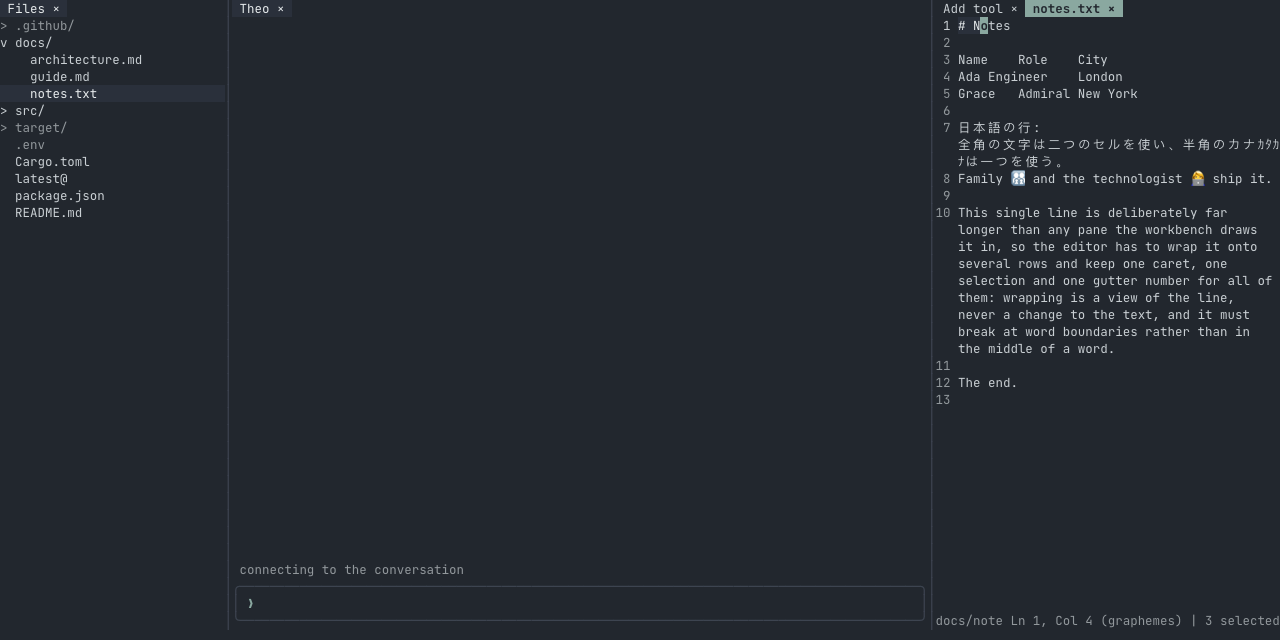 Files ×
> .github/
v docs/
architecture.md
guide.md
notes.txt
> src/
> target/
.env
Cargo.toml
latest@
package.json
README.md
Theo ×
connecting to the conversation
❯
Add tool × notes.txt ×
1 # Notes
2
3 Name Role City
4 Ada Engineer London
5 Grace Admiral New York
6
7 日本語の行:
全角の文字は二つのセルを使い、半角のカナｶﾀｶ
ﾅは一つを使う。
8 Family 👪 and the technologist 👩‍💻 ship it.
9
10 This single line is deliberately far
longer than any pane the workbench draws
it in, so the editor has to wrap it onto
several rows and keep one caret, one
selection and one gutter number for all of
them: wrapping is a view of the line,
never a change to the text, and it must
break at word boundaries rather than in
the middle of a word.
11
12 The end.
13
docs/note Ln 1, Col 4 (graphemes) | 3 selected